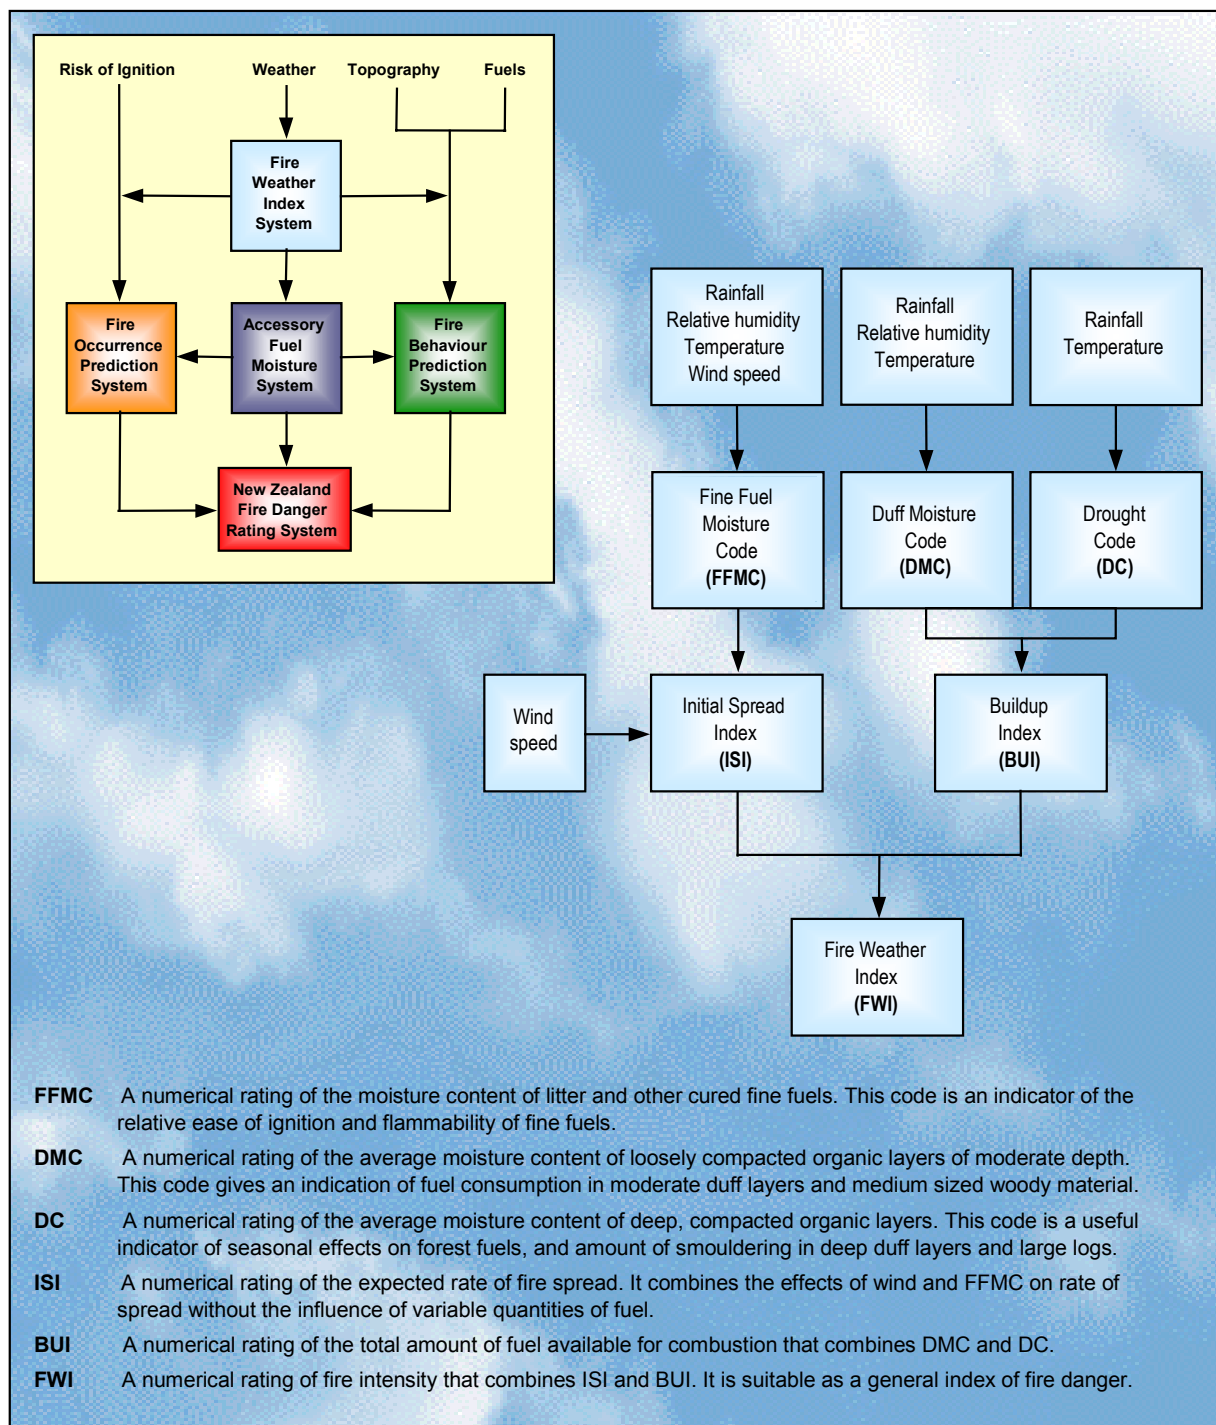 Risk of Ignition
Weather
Topography
Fuels
Fire
Weather
Index
System
Fire
Occurrence
Prediction
System
Accessory
Fuel
Moisture
System
Fire
Behaviour
Prediction
System
New Zealand
Fire Danger
Rating System
Rainfall
Relative humidity
Temperature
Wind speed
Rainfall
Relative humidity
Temperature
Rainfall
Temperature
Fine Fuel
Moisture
Code
(FFMC)
Duff Moisture
Code
(DMC)
Drought
Code
(DC)
Wind
speed
Initial Spread
Index
(ISI)
Buildup
Index
(BUI)
Fire Weather
Index
(FWI)
FFMC A numerical rating of the moisture content of litter and other cured fine fuels. This code is an indicator of the
relative ease of ignition and flammability of fine fuels.
DMC A numerical rating of the average moisture content of loosely compacted organic layers of moderate depth.
This code gives an indication of fuel consumption in moderate duff layers and medium sized woody material.
DC A numerical rating of the average moisture content of deep, compacted organic layers. This code is a useful
indicator of seasonal effects on forest fuels, and amount of smouldering in deep duff layers and large logs.
ISI A numerical rating of the expected rate of fire spread. It combines the effects of wind and FFMC on rate of
spread without the influence of variable quantities of fuel.
BUI A numerical rating of the total amount of fuel available for combustion that combines DMC and DC.
FWI A numerical rating of fire intensity that combines ISI and BUI. It is suitable as a general index of fire danger.